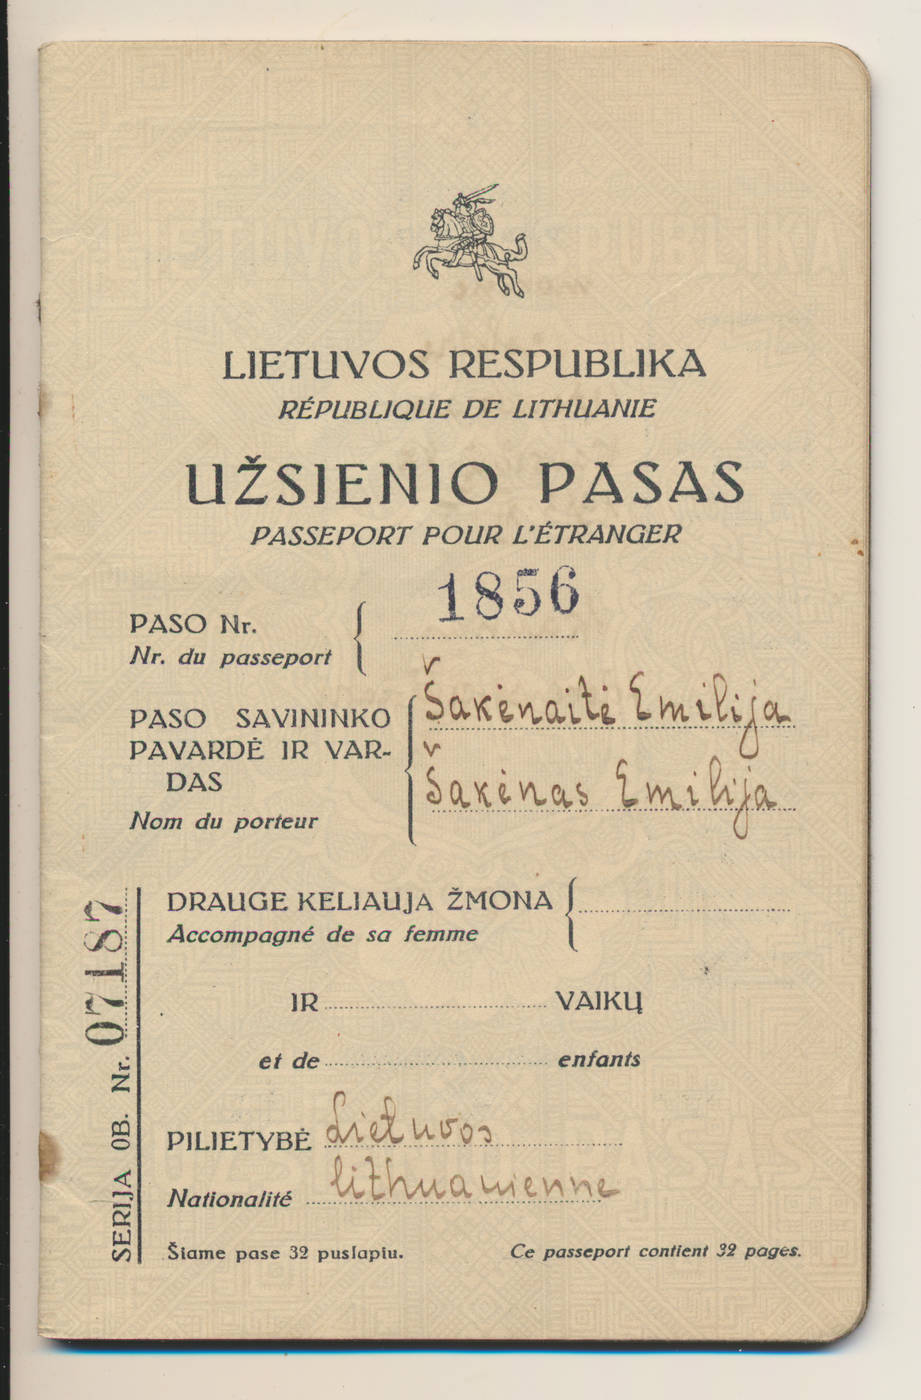 LIETUVOS RESPUBLIKA
RÉPUBLIQUE DE LITHUANIE
UŽSIENIO PASAS
PASSEPORT POUR L'ÉTRANGER
PASO Nr. 1856
Nr. du passeport
PASO SAVININKO Šakėnaitė Emilija
PAVARDĖ IR VAR-
DAS Šakėnas Emilija
Nom du porteur
DRAUGE KELIAUJA ŽMONA
Accompagné de sa femme
IR VAIKŲ
et de enfants
PILIETYBĖ Lietuvos
Nationalité lithuanienne
Šiame pase 32 puslapiu. Ce passeport contient 32 pages.
SERIJA OB. Nr. 07187